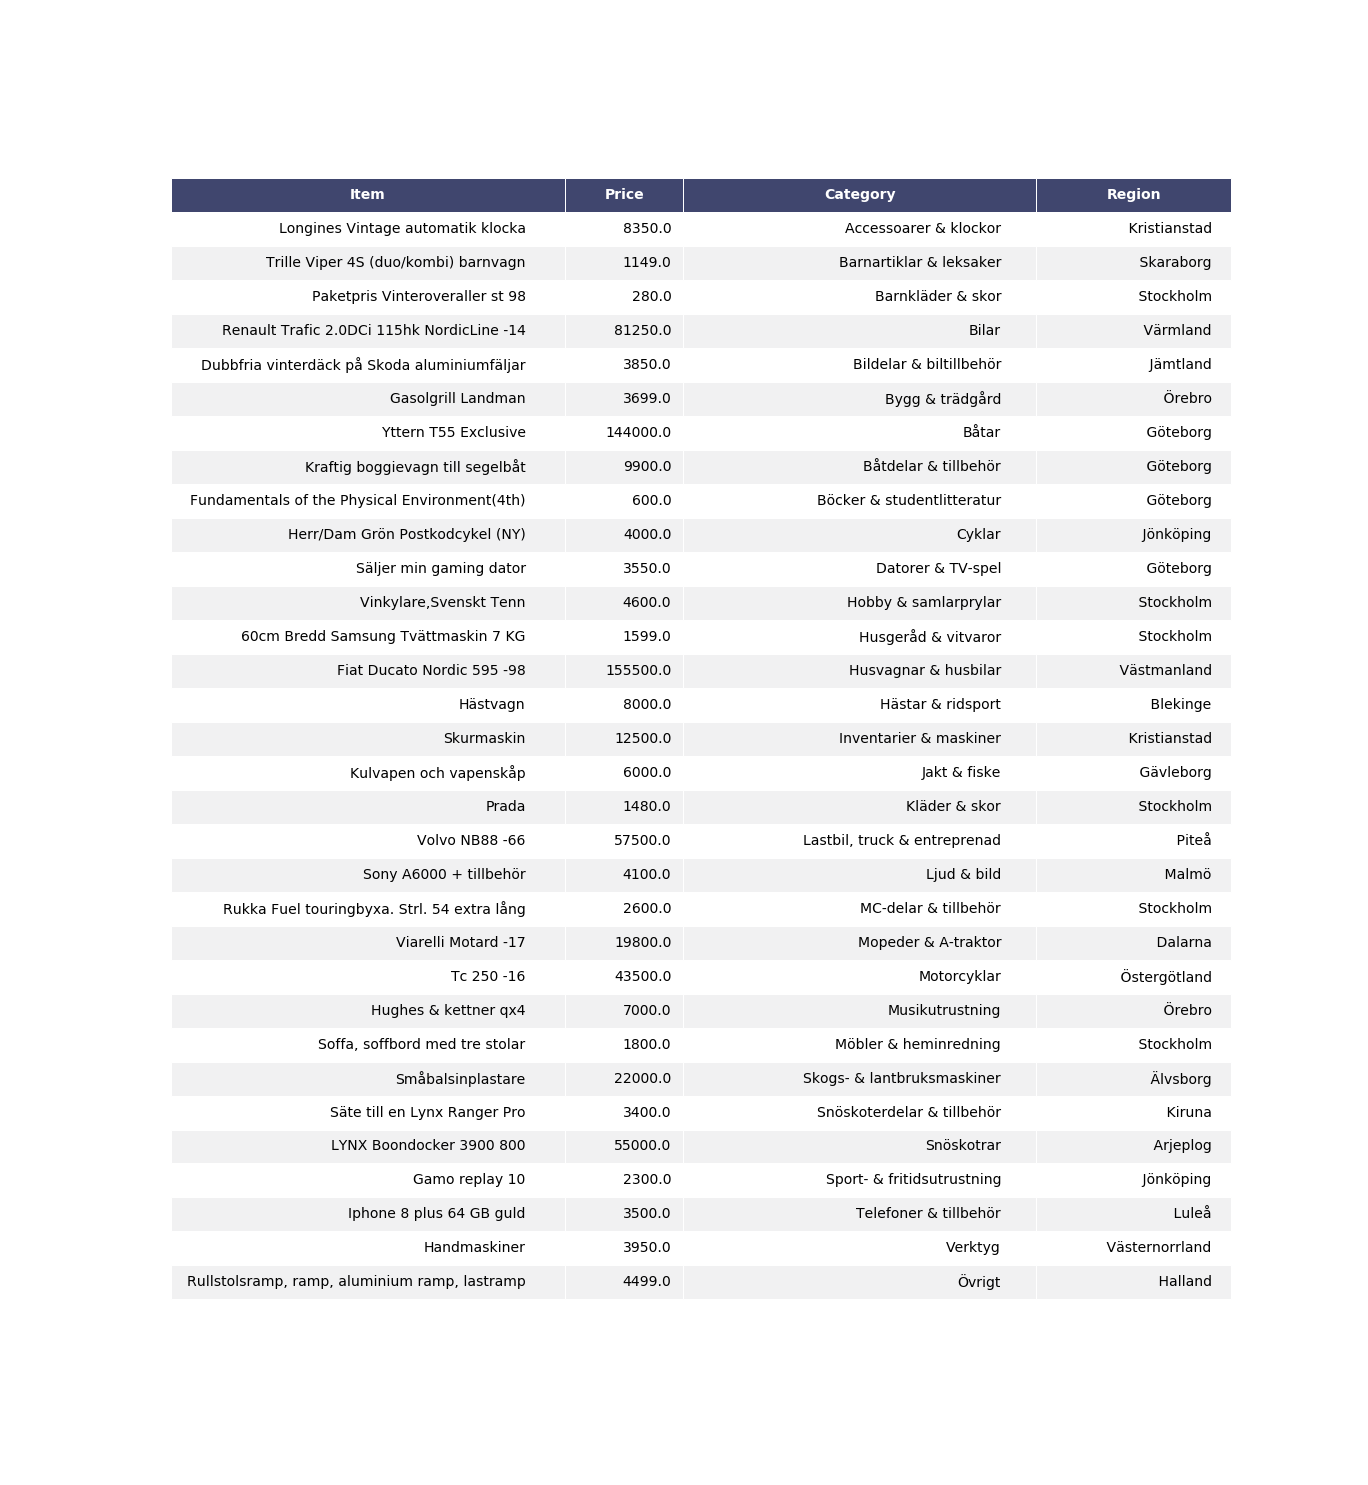 Item Price Category Region
Longines Vintage automatik klocka 8350.0 Accessoarer & klockor Kristianstad
Trille Viper 4S (duo/kombi) barnvagn 1149.0 Barnartiklar & leksaker Skaraborg
Paketpris Vinteroveraller st 98 280.0 Barnkläder & skor Stockholm
Renault Trafic 2.0DCi 115hk NordicLine -14 81250.0 Bilar Värmland
Dubbfria vinterdäck på Skoda aluminiumfäljar 3850.0 Bildelar & biltillbehör Jämtland
Gasolgrill Landman 3699.0 Bygg & trädgård Örebro
Yttern T55 Exclusive 144000.0 Båtar Göteborg
Kraftig boggievagn till segelbåt 9900.0 Båtdelar & tillbehör Göteborg
Fundamentals of the Physical Environment(4th) 600.0 Böcker & studentlitteratur Göteborg
Herr/Dam Grön Postkodcykel (NY) 4000.0 Cyklar Jönköping
Säljer min gaming dator 3550.0 Datorer & TV-spel Göteborg
Vinkylare,Svenskt Tenn 4600.0 Hobby & samlarprylar Stockholm
60cm Bredd Samsung Tvättmaskin 7 KG 1599.0 Husgeråd & vitvaror Stockholm
Fiat Ducato Nordic 595 -98 155500.0 Husvagnar & husbilar Västmanland
Hästvagn 8000.0 Hästar & ridsport Blekinge
Skurmaskin 12500.0 Inventarier & maskiner Kristianstad
Kulvapen och vapenskåp 6000.0 Jakt & fiske Gävleborg
Prada 1480.0 Kläder & skor Stockholm
Volvo NB88 -66 57500.0 Lastbil, truck & entreprenad Piteå
Sony A6000 + tillbehör 4100.0 Ljud & bild Malmö
Rukka Fuel touringbyxa. Strl. 54 extra lång 2600.0 MC-delar & tillbehör Stockholm
Viarelli Motard -17 19800.0 Mopeder & A-traktor Dalarna
Tc 250 -16 43500.0 Motorcyklar Östergötland
Hughes & kettner qx4 7000.0 Musikutrustning Örebro
Soffa, soffbord med tre stolar 1800.0 Möbler & heminredning Stockholm
Småbalsinplastare 22000.0 Skogs- & lantbruksmaskiner Älvsborg
Säte till en Lynx Ranger Pro 3400.0 Snöskoterdelar & tillbehör Kiruna
LYNX Boondocker 3900 800 55000.0 Snöskotrar Arjeplog
Gamo replay 10 2300.0 Sport- & fritidsutrustning Jönköping
Iphone 8 plus 64 GB guld 3500.0 Telefoner & tillbehör Luleå
Handmaskiner 3950.0 Verktyg Västernorrland
Rullstolsramp, ramp, aluminium ramp, lastramp 4499.0 Övrigt Halland